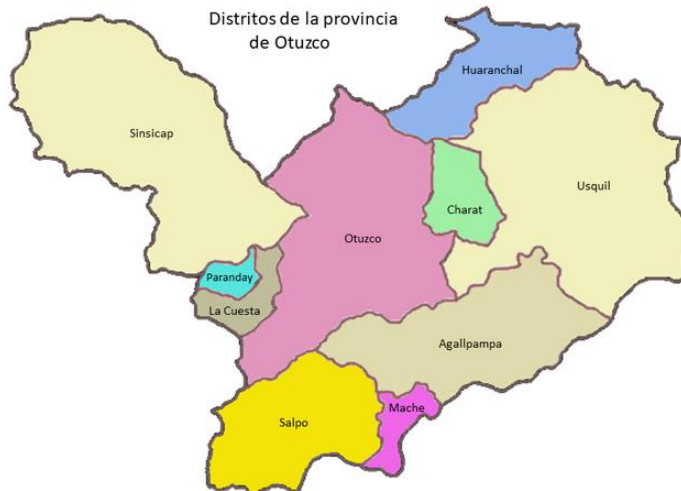 Distritos de la provincia
de Otuzco
Huaranchal
Sinsicap
Usquil
Charat
Otuzco
Paranday
La Cuesta
Agallpampa
Mache
Salpo